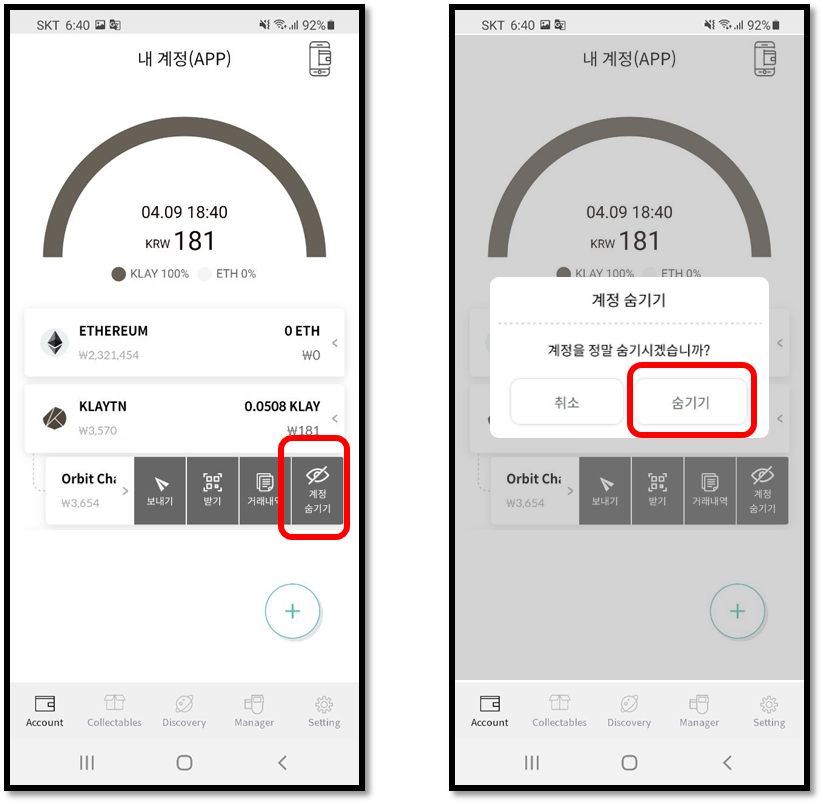 SKT 6:40 92%
내 계정(APP)
04.09 18:40
KRW 181
KLAY 100% ETH 0%
ETHEREUM 0 ETH
₩2,321,454 ₩0
KLAYTN 0.0508 KLAY
₩3,570 ₩181
Orbit Cha
₩3,654
보내기 받기 거래내역 계정
숨기기
Account Collectables Discovery Manager Setting
SKT 6:40 92%
내 계정(APP)
04.09 18:40
KRW 181
KLAY 100% ETH 0%
계정 숨기기
계정을 정말 숨기시겠습니까?
취소 숨기기
Orbit Cha
₩3,654
보내기 받기 거래내역 계정
숨기기
Account Collectables Discovery Manager Setting